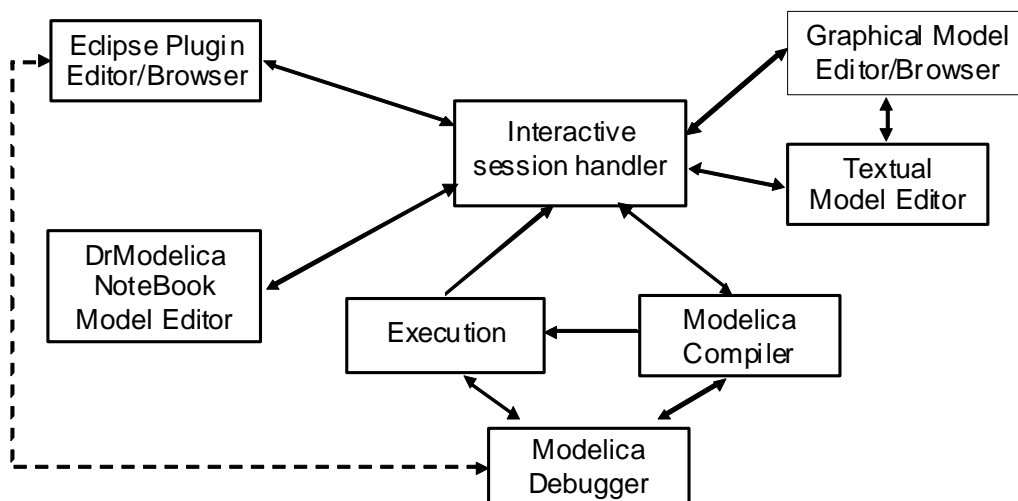 Eclipse Plugin
Editor/Browser
Graphical Model
Editor/Browser
Interactive
session handler
Textual
Model Editor
DrModelica
NoteBook
Model Editor
Execution
Modelica
Compiler
Modelica
Debugger